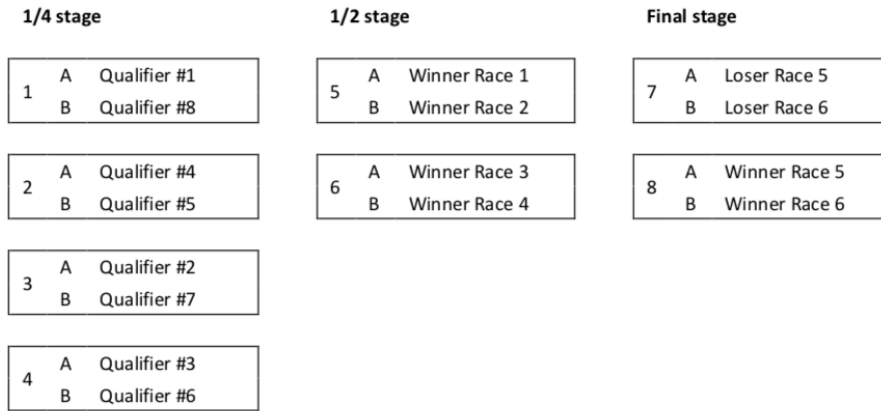 1/4 stage
1/2 stage
Final stage
1 A Qualifier #1
B Qualifier #8
5 A Winner Race 1
B Winner Race 2
7 A Loser Race 5
B Loser Race 6
2 A Qualifier #4
B Qualifier #5
6 A Winner Race 3
B Winner Race 4
8 A Winner Race 5
B Winner Race 6
3 A Qualifier #2
B Qualifier #7
4 A Qualifier #3
B Qualifier #6